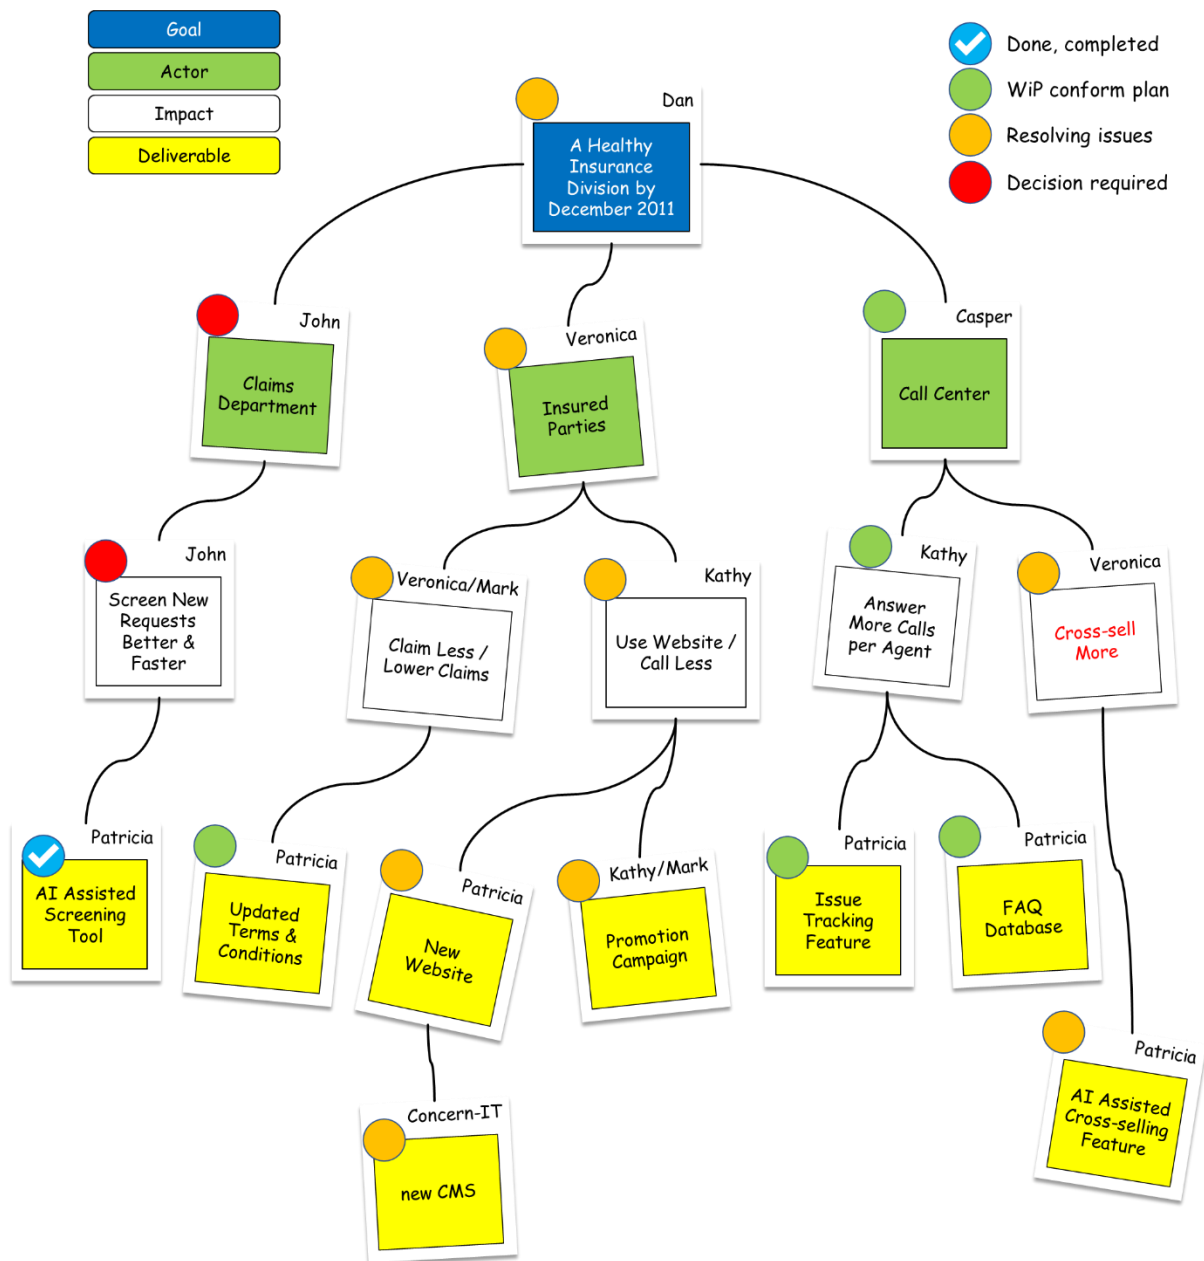 Goal
Actor
Impact
Deliverable
Done, completed
WiP conform plan
Resolving issues
Decision required
Dan
A Healthy
Insurance
Division by
December 2011
John
Claims
Department
Veronica
Insured
Parties
Casper
Call Center
John
Screen New
Requests
Better &
Faster
Veronica/Mark
Claim Less /
Lower Claims
Kathy
Use Website /
Call Less
Kathy
Answer
More Calls
per Agent
Veronica
Cross-sell
More
Patricia
AI Assisted
Screening
Tool
Patricia
Updated
Terms &
Conditions
Patricia
New
Website
Kathy/Mark
Promotion
Campaign
Patricia
Issue
Tracking
Feature
Patricia
FAQ
Database
Patricia
AI Assisted
Cross-selling
Feature
Concern-IT
new CMS